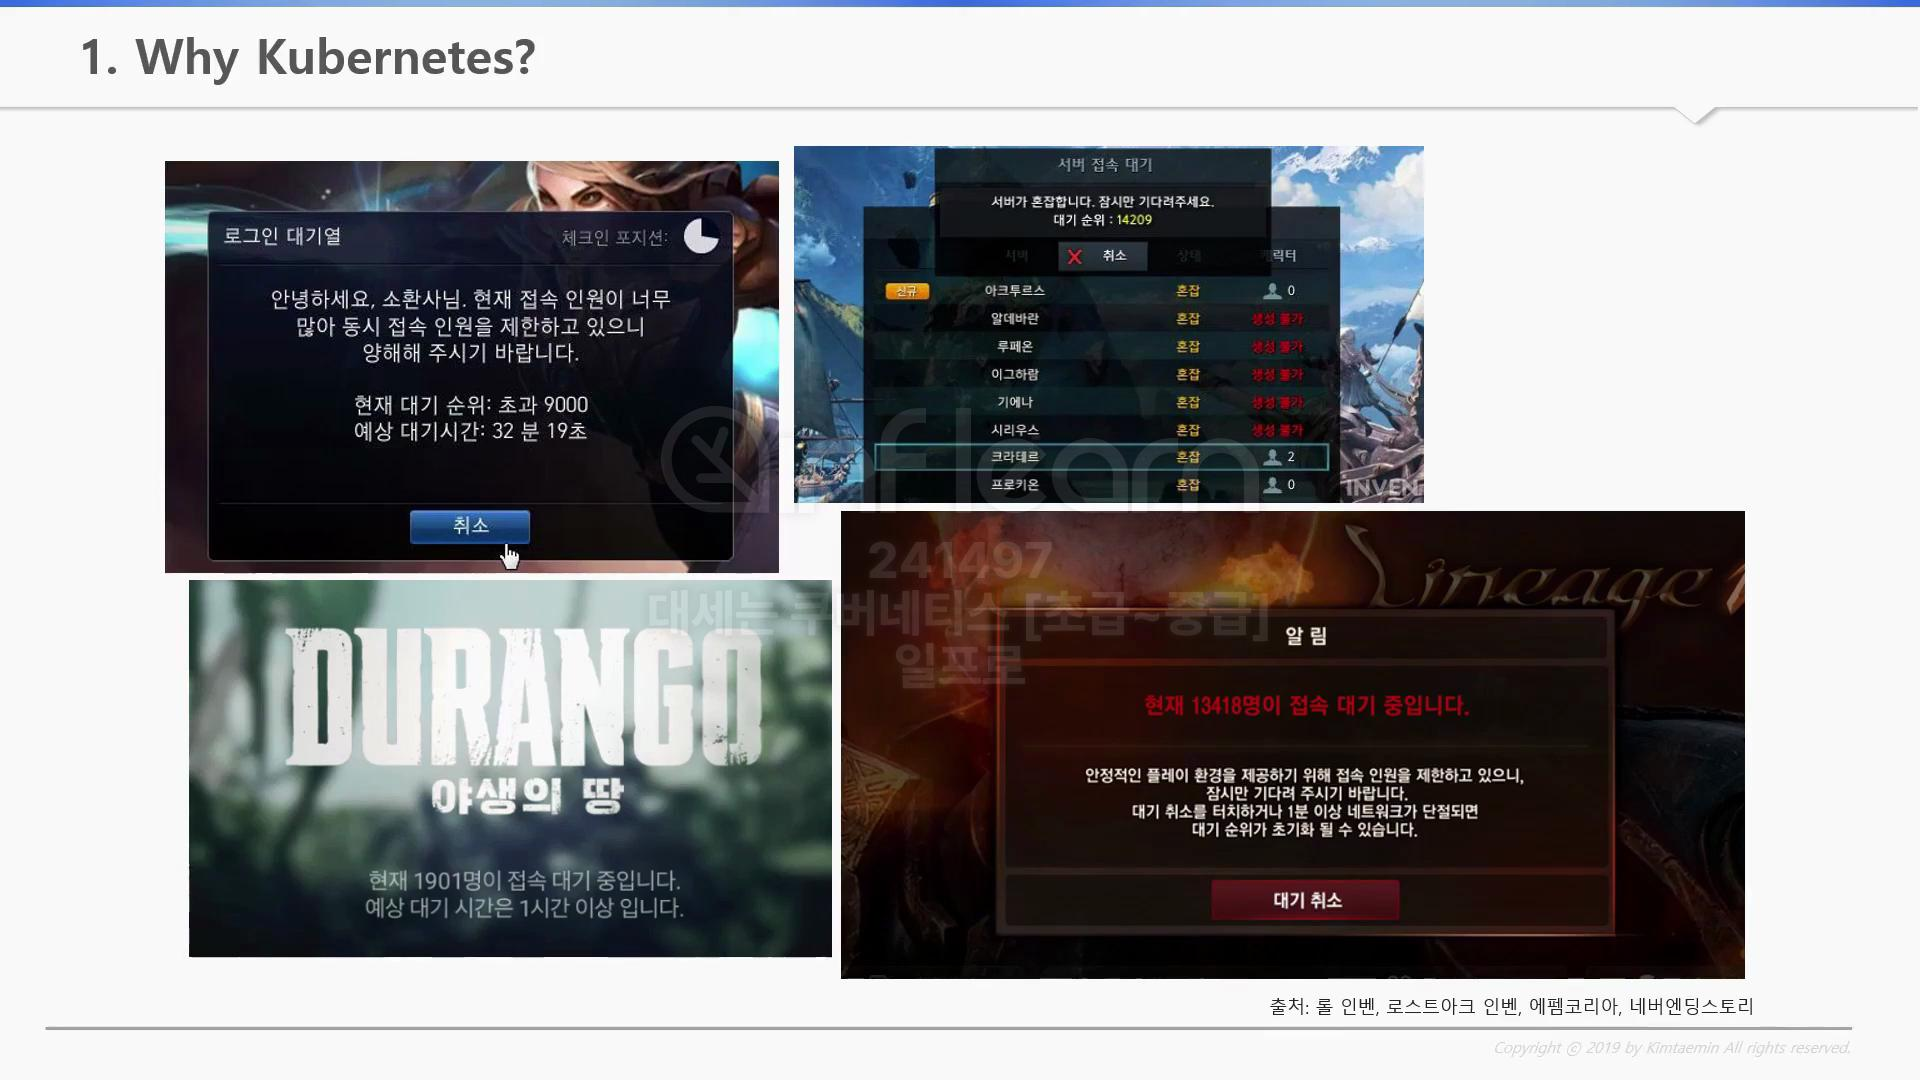 1. Why Kubernetes?
로그인 대기열
체크인 포지션:
안녕하세요, 소환사님. 현재 접속 인원이 너무
많아 동시 접속 인원을 제한하고 있으니
양해해 주시기 바랍니다.
현재 대기 순위: 초과 9000
예상 대기시간: 32 분 19초
취소
서버 접속 대기
서버가 혼잡합니다. 잠시만 기다려주세요.
대기 순위 : 14209
취소
서버 상태 캐릭터
신규 아크투르스 혼잡 0
알데바란 혼잡 생성 불가
루페온 혼잡 생성 불가
이그하람 혼잡 생성 불가
기에나 혼잡 생성 불가
시리우스 혼잡 생성 불가
크라테르 혼잡 2
프로키온 혼잡 0
INVEN
inflearn
241497
대세는 쿠버네티스 [초급~중급]
일프로
DURANGO
야생의 땅
현재 1901명이 접속 대기 중입니다.
예상 대기 시간은 1시간 이상 입니다.
Lineage
알 림
현재 13418명이 접속 대기 중입니다.
안정적인 플레이 환경을 제공하기 위해 접속 인원을 제한하고 있으니,
잠시만 기다려 주시기 바랍니다.
대기 취소를 터치하거나 1분 이상 네트워크가 단절되면
대기 순위가 초기화 될 수 있습니다.
대기 취소
출처: 롤 인벤, 로스트아크 인벤, 에펨코리아, 네버엔딩스토리
Copyright ⓒ 2019 by Kimtaemin All rights reserved.